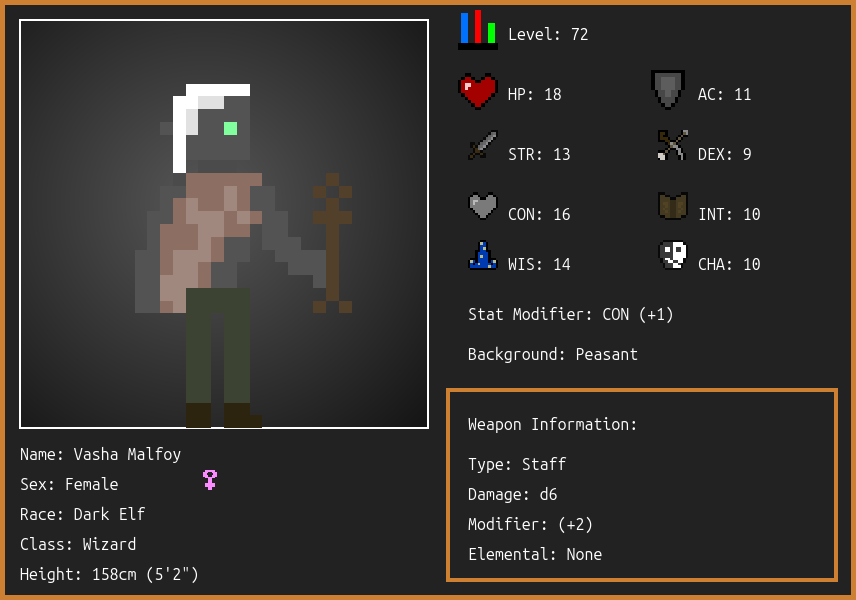 Level: 72
HP: 18
AC: 11
STR: 13
DEX: 9
CON: 16
INT: 10
WIS: 14
CHA: 10
Stat Modifier: CON (+1)
Background: Peasant
Weapon Information:
Type: Staff
Damage: d6
Modifier: (+2)
Elemental: None
Name: Vasha Malfoy
Sex: Female
Race: Dark Elf
Class: Wizard
Height: 158cm (5'2")